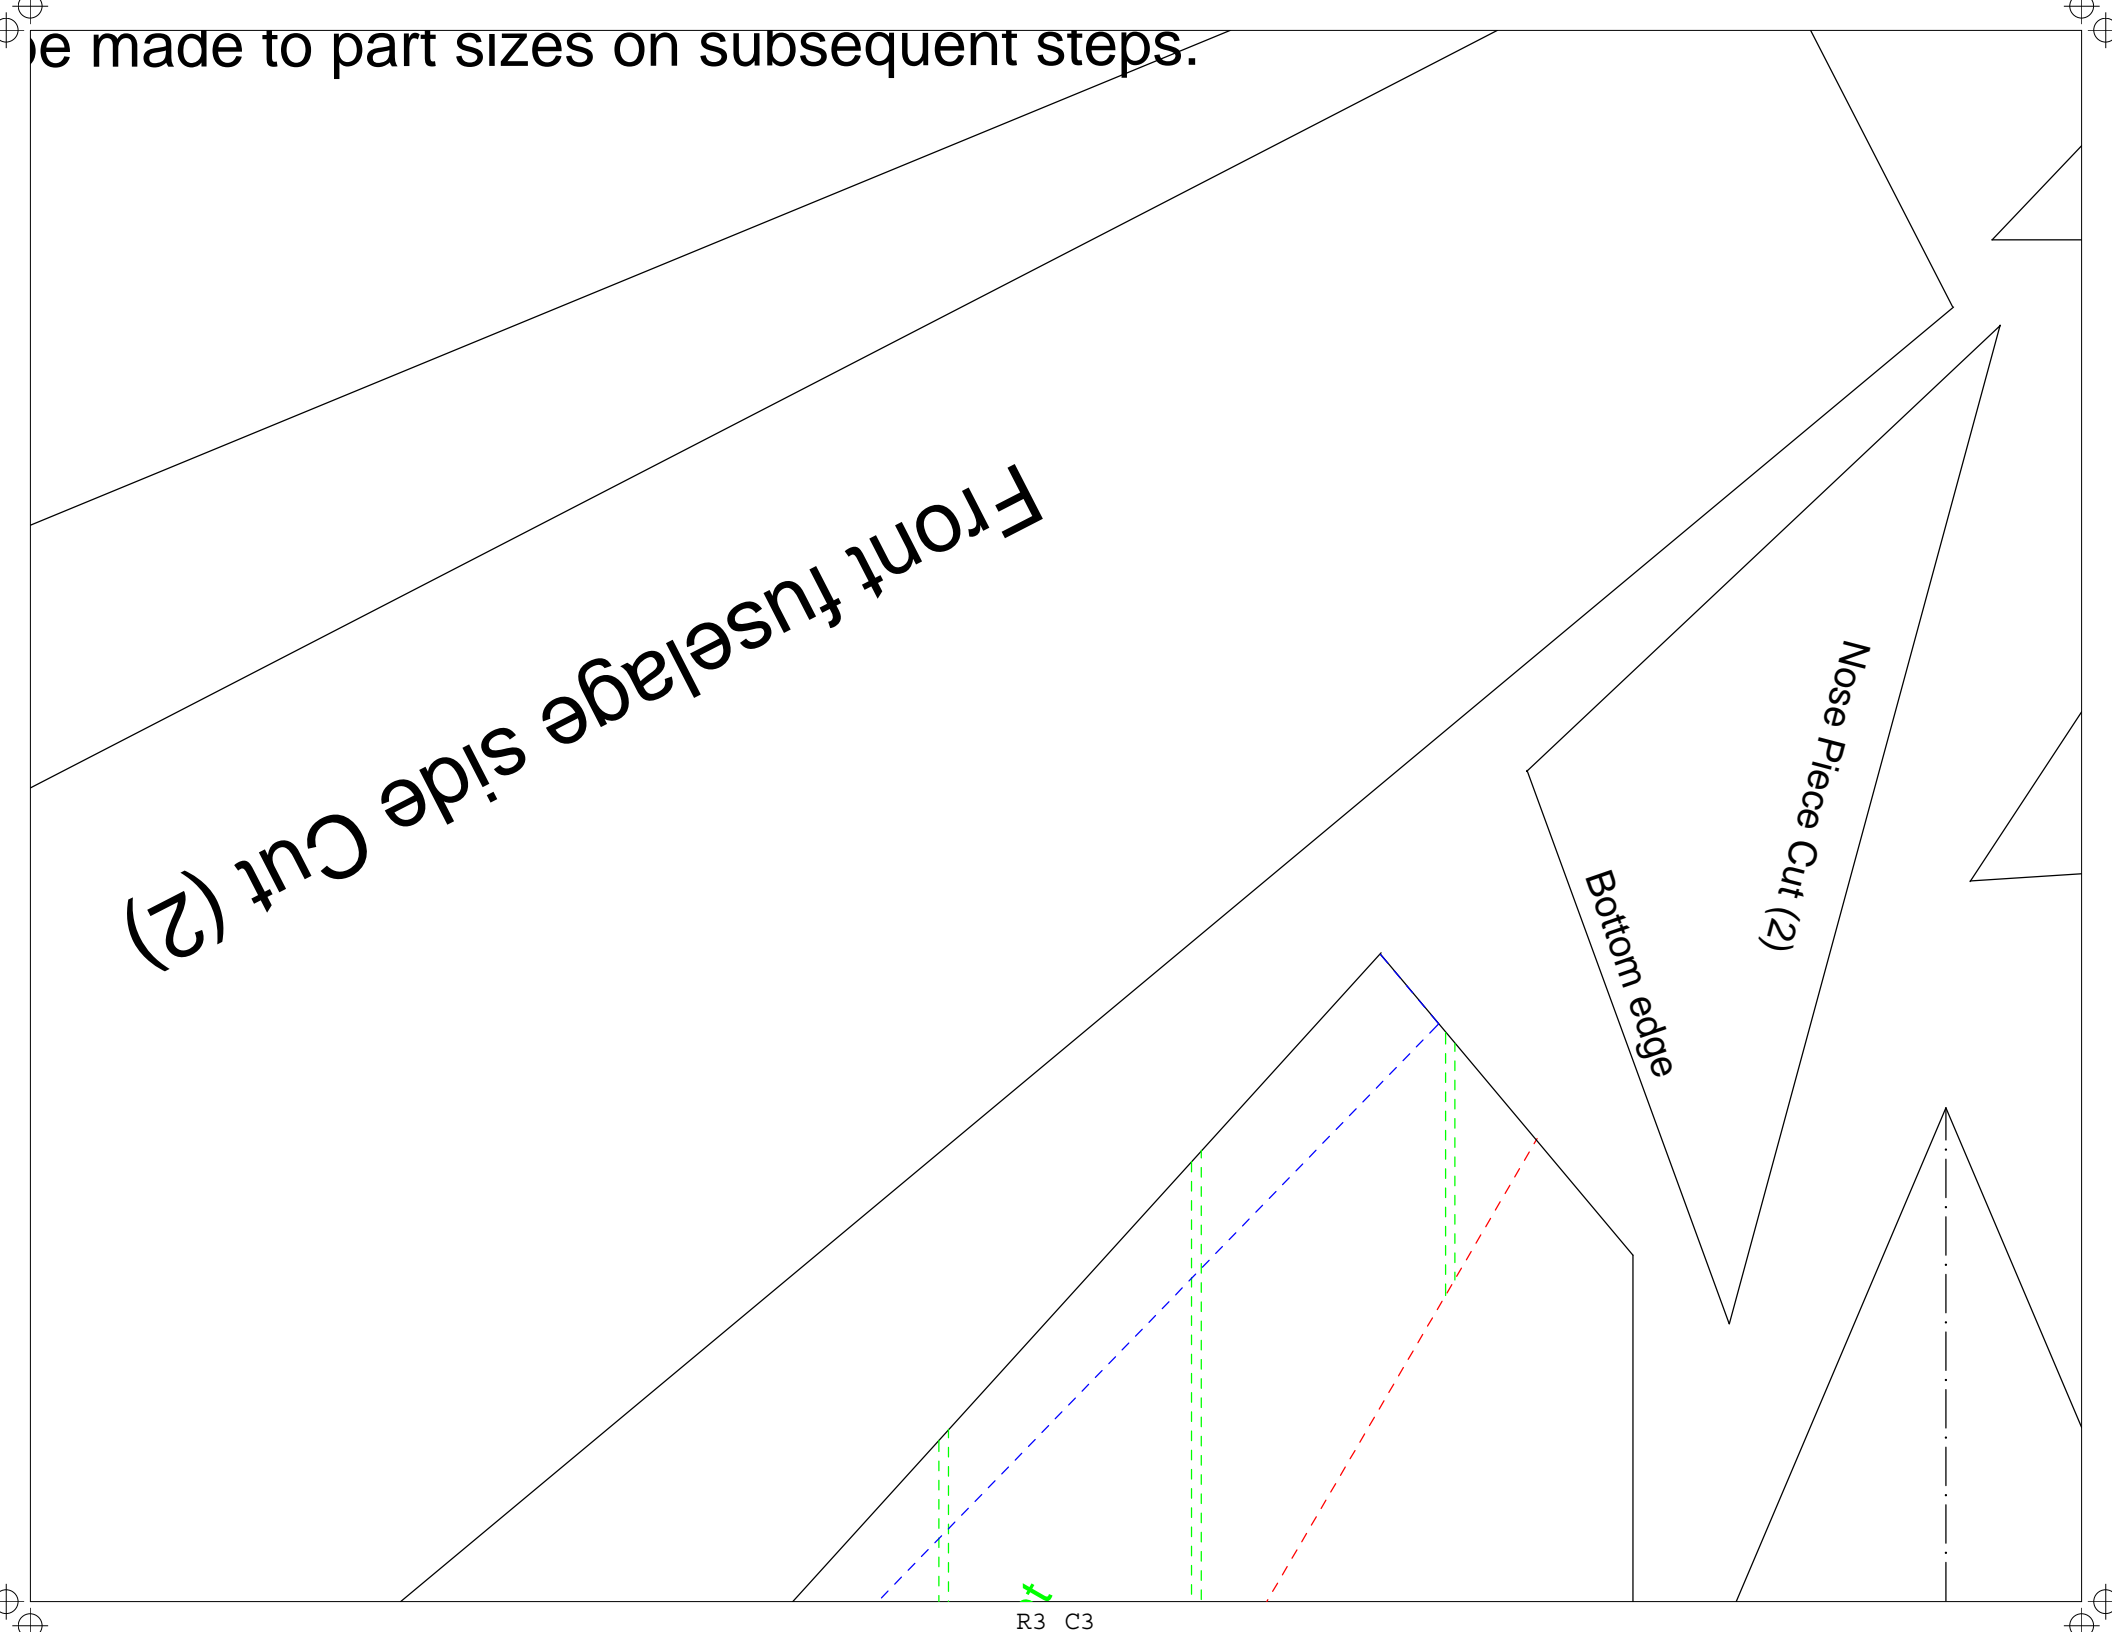 be made to part sizes on subsequent steps.
Front fuselage side Cut (2)
Nose Piece Cut (2)
Bottom edge
t
R3 C3